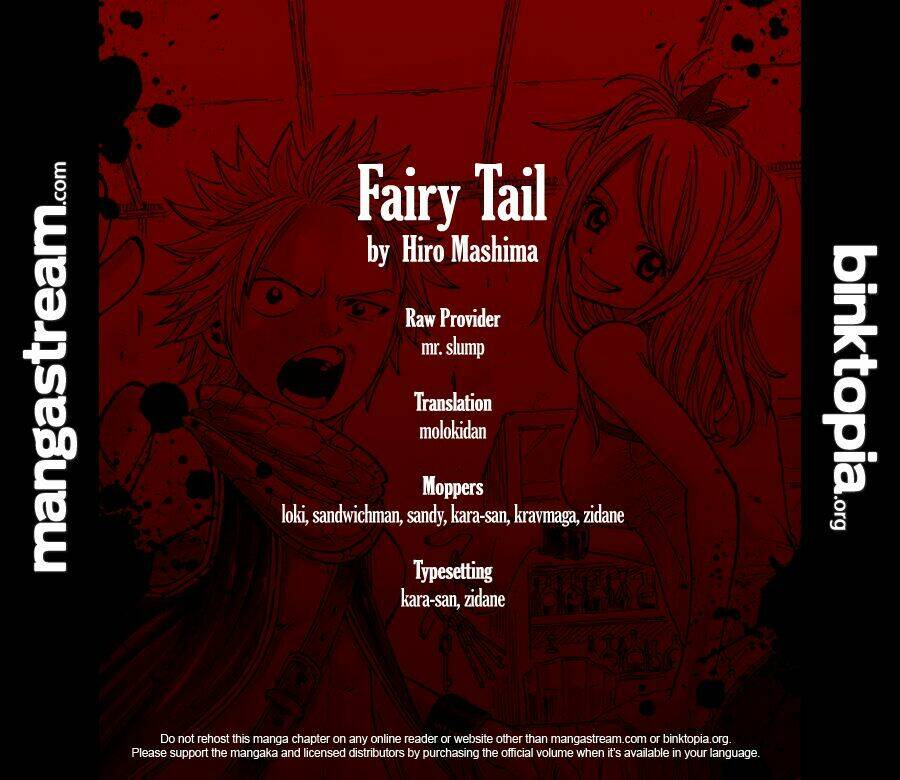 mangastream.com
Fairy Tail
by Hiro Mashima
Raw Provider
mr. slump
Translation
molokidan
Moppers
loki, sandwichman, sandy, kara-san, kravmaga, zidane
Typesetting
kara-san, zidane
binktopia.org
Do not rehost this manga chapter on any online reader or website other than mangastream.com or binktopia.org.
Please support the mangaka and licensed distributors by purchasing the official volume when it's available in your language.